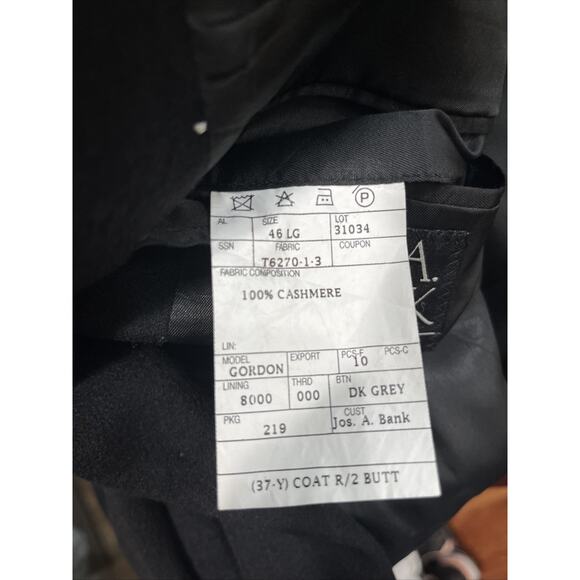 P
AL SIZE LOT
46 LG 31034
SSN FABRIC COUPON
T6270-1-3
FABRIC COMPOSITION
100% CASHMERE
LIN:
MODEL EXPORT PCS-F PCS-C
GORDON 10
LINING THRD BTN
8000 000 DK GREY
PKG CUST
219 Jos. A. Bank
(37-Y) COAT R/2 BUTT
A.
K